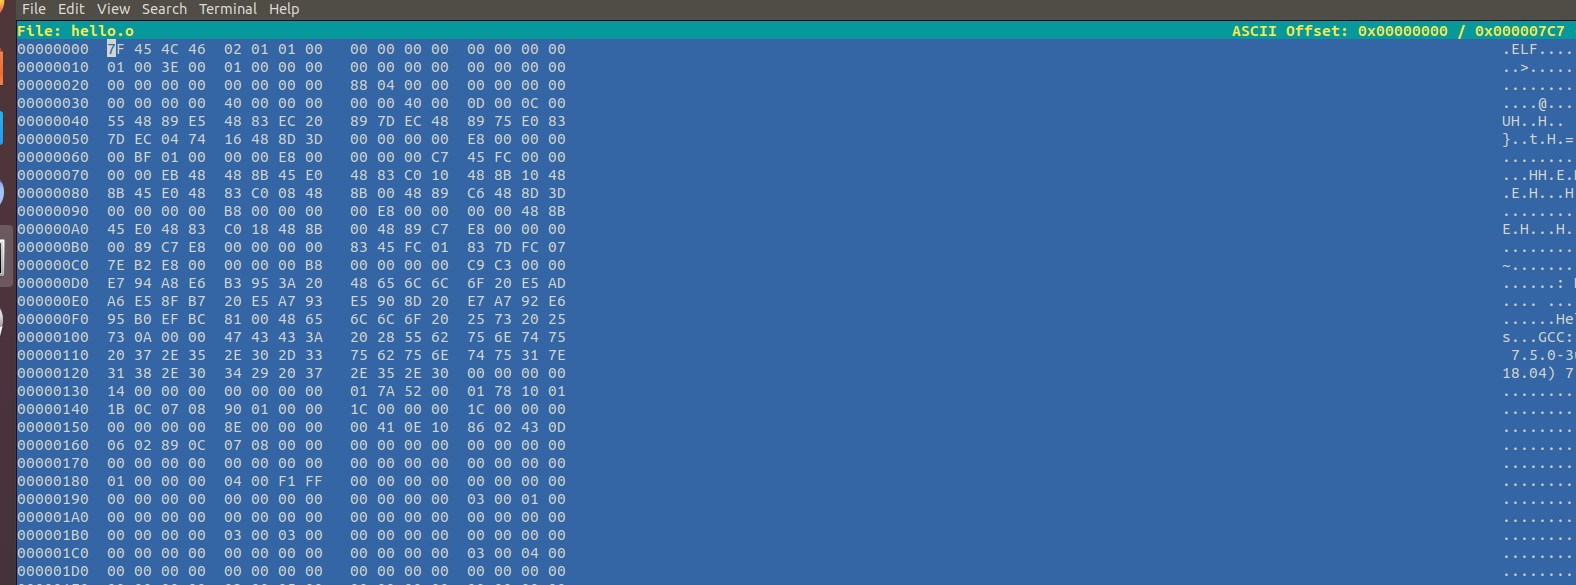 File Edit View Search Terminal Help
File: hello.o ASCII Offset: 0x00000000 / 0x000007C7
00000000 7F 45 4C 46 02 01 01 00 00 00 00 00 00 00 00 00 .ELF....
00000010 01 00 3E 00 01 00 00 00 00 00 00 00 00 00 00 00 ..>.....
00000020 00 00 00 00 00 00 00 00 88 04 00 00 00 00 00 00 ........
00000030 00 00 00 00 40 00 00 00 00 00 40 00 0D 00 0C 00 ....@...
00000040 55 48 89 E5 48 83 EC 20 89 7D EC 48 89 75 E0 83 UH..H..
00000050 7D EC 04 74 16 48 8D 3D 00 00 00 00 E8 00 00 00 }..t.H.=
00000060 00 BF 01 00 00 00 E8 00 00 00 00 C7 45 FC 00 00 ........
00000070 00 00 EB 48 48 8B 45 E0 48 83 C0 10 48 8B 10 48 ...HH.E.
00000080 8B 45 E0 48 83 C0 08 48 8B 00 48 89 C6 48 8D 3D .E.H...H
00000090 00 00 00 00 B8 00 00 00 00 E8 00 00 00 00 48 8B ........
000000A0 45 E0 48 83 C0 18 48 8B 00 48 89 C7 E8 00 00 00 E.H...H.
000000B0 00 89 C7 E8 00 00 00 00 83 45 FC 01 83 7D FC 07 ........
000000C0 7E B2 E8 00 00 00 00 B8 00 00 00 00 C9 C3 00 00 ~.......
000000D0 E7 94 A8 E6 B3 95 3A 20 48 65 6C 6C 6F 20 E5 AD ......:
000000E0 A6 E5 8F B7 20 E5 A7 93 E5 90 8D 20 E7 A7 92 E6 .... ...
000000F0 95 B0 EF BC 81 00 48 65 6C 6C 6F 20 25 73 20 25 ......He
00000100 73 0A 00 00 47 43 43 3A 20 28 55 62 75 6E 74 75 s...GCC:
00000110 20 37 2E 35 2E 30 2D 33 75 62 75 6E 74 75 31 7E 7.5.0-3
00000120 31 38 2E 30 34 29 20 37 2E 35 2E 30 00 00 00 00 18.04) 7
00000130 14 00 00 00 00 00 00 00 01 7A 52 00 01 78 10 01 ........
00000140 1B 0C 07 08 90 01 00 00 1C 00 00 00 1C 00 00 00 ........
00000150 00 00 00 00 8E 00 00 00 00 41 0E 10 86 02 43 0D ........
00000160 06 02 89 0C 07 08 00 00 00 00 00 00 00 00 00 00 ........
00000170 00 00 00 00 00 00 00 00 00 00 00 00 00 00 00 00 ........
00000180 01 00 00 00 04 00 F1 FF 00 00 00 00 00 00 00 00 ........
00000190 00 00 00 00 00 00 00 00 00 00 00 00 03 00 01 00 ........
000001A0 00 00 00 00 00 00 00 00 00 00 00 00 00 00 00 00 ........
000001B0 00 00 00 00 03 00 03 00 00 00 00 00 00 00 00 00 ........
000001C0 00 00 00 00 00 00 00 00 00 00 00 00 03 00 04 00 ........
000001D0 00 00 00 00 00 00 00 00 00 00 00 00 00 00 00 00 ........